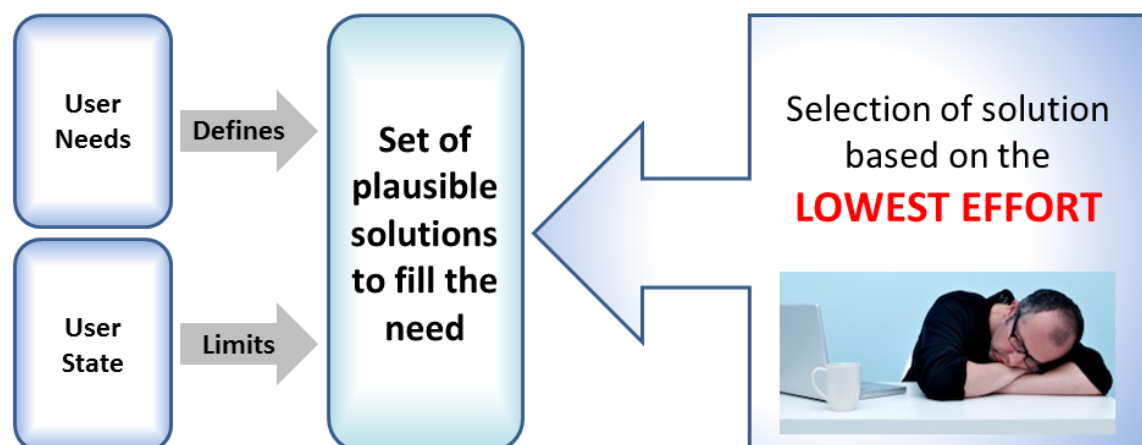 User
Needs
Defines
User
State
Limits
Set of
plausible
solutions
to fill the
need
Selection of solution
based on the
LOWEST EFFORT